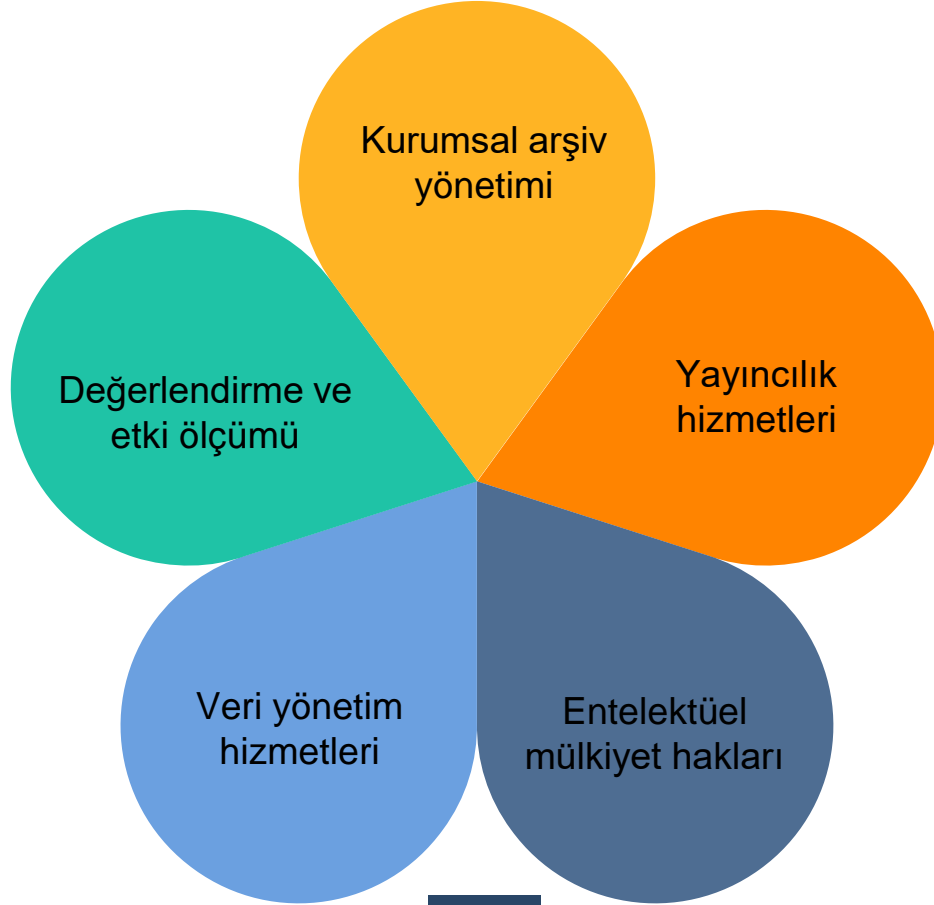 Kurumsal arşiv
yönetimi
Yayıncılık
hizmetleri
Değerlendirme ve
etki ölçümü
Veri yönetim
hizmetleri
Entelektüel
mülkiyet hakları